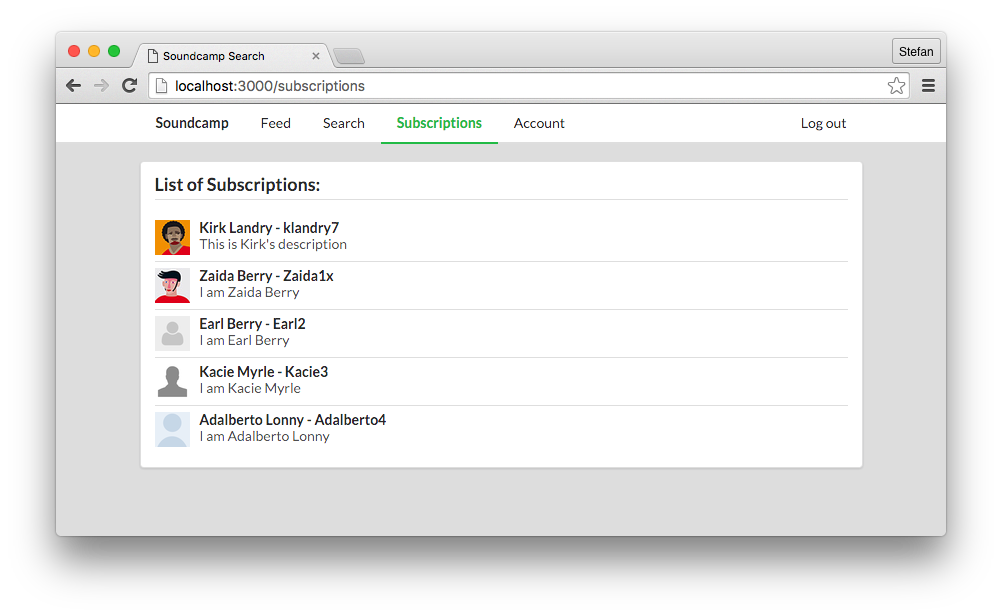 Soundcamp Search
Stefan
localhost:3000/subscriptions
Soundcamp Feed Search Subscriptions Account Log out
List of Subscriptions:
Kirk Landry - klandry7
This is Kirk's description
Zaida Berry - Zaida1x
I am Zaida Berry
Earl Berry - Earl2
I am Earl Berry
Kacie Myrle - Kacie3
I am Kacie Myrle
Adalberto Lonny - Adalberto4
I am Adalberto Lonny